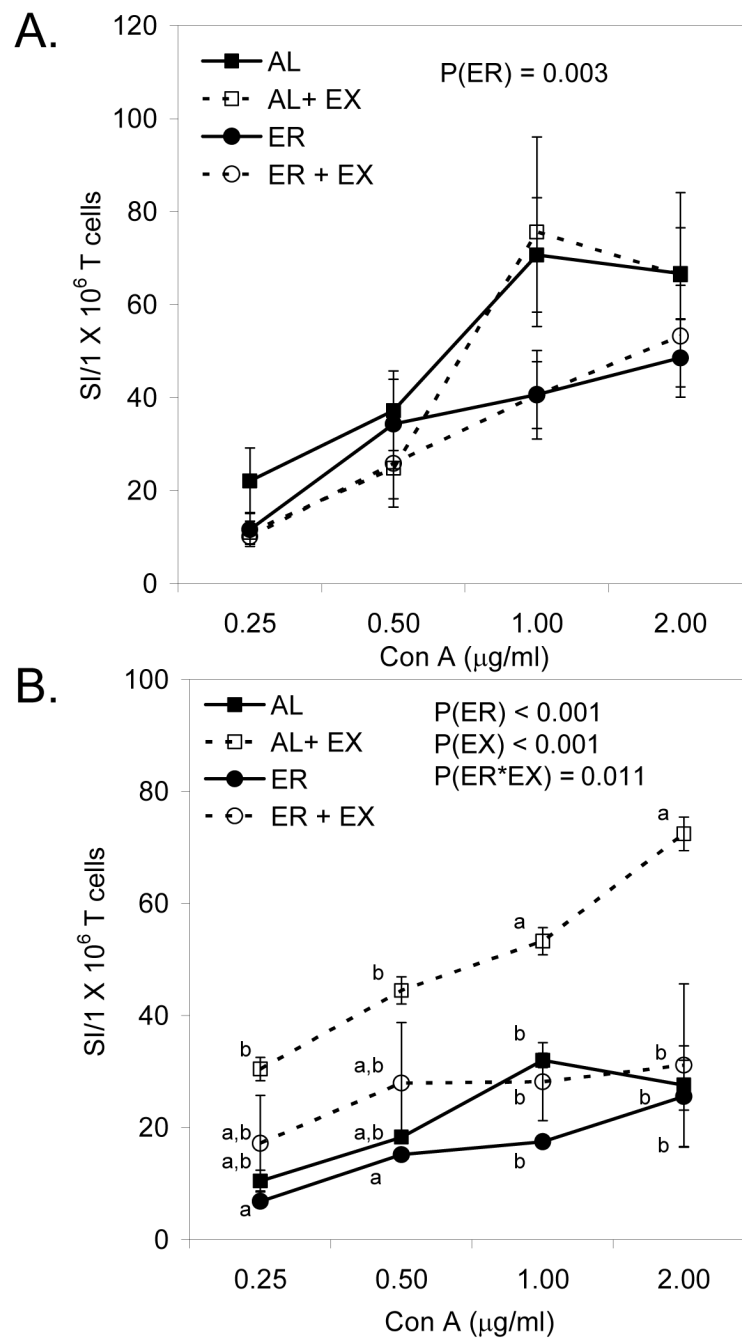 A.
120
100
80
60
40
20
0
SI/1 X 10⁶ T cells
AL
AL+ EX
ER
ER + EX
P(ER) = 0.003
0.25 0.50 1.00 2.00
Con A (μg/ml)
B.
100
80
60
40
20
0
SI/1 X 10⁶ T cells
AL
AL+ EX
ER
ER + EX
P(ER) < 0.001
P(EX) < 0.001
P(ER*EX) = 0.011
a
a
b
b
b
b
a,b
b
b
a,b
a,b
a,b
b
b
a
a
0.25 0.50 1.00 2.00
Con A (μg/ml)